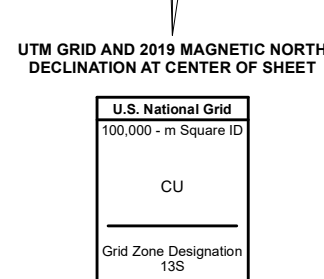 UTM GRID AND 2019 MAGNETIC NORTH
DECLINATION AT CENTER OF SHEET
U.S. National Grid
100,000 - m Square ID
CU
Grid Zone Designation
13S